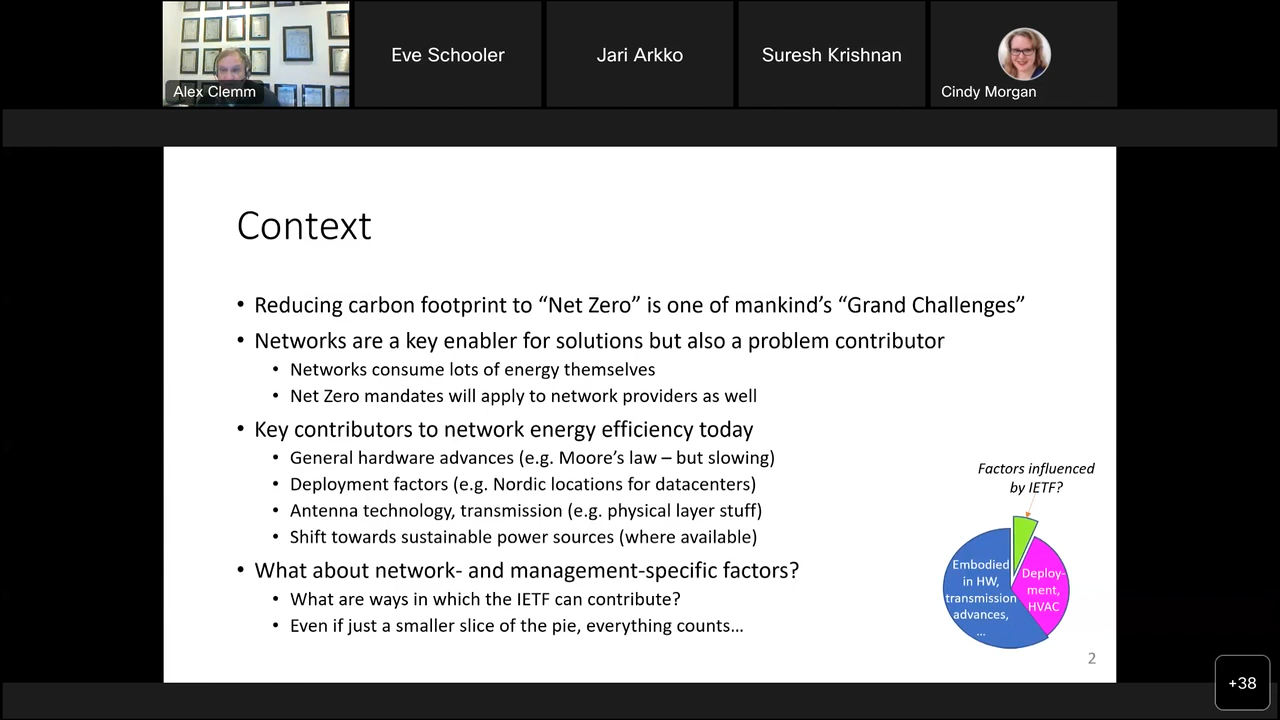 Alex Clemm
Eve Schooler
Jari Arkko
Suresh Krishnan
Cindy Morgan
Context
• Reducing carbon footprint to “Net Zero” is one of mankind’s “Grand Challenges”
• Networks are a key enabler for solutions but also a problem contributor
• Networks consume lots of energy themselves
• Net Zero mandates will apply to network providers as well
• Key contributors to network energy efficiency today
• General hardware advances (e.g. Moore’s law – but slowing)
• Deployment factors (e.g. Nordic locations for datacenters)
• Antenna technology, transmission (e.g. physical layer stuff)
• Shift towards sustainable power sources (where available)
• What about network- and management-specific factors?
• What are ways in which the IETF can contribute?
• Even if just a smaller slice of the pie, everything counts…
Factors influenced
by IETF?
Embodied
in HW,
transmission
advances,
…
Deploy-
ment,
HVAC
2
+38